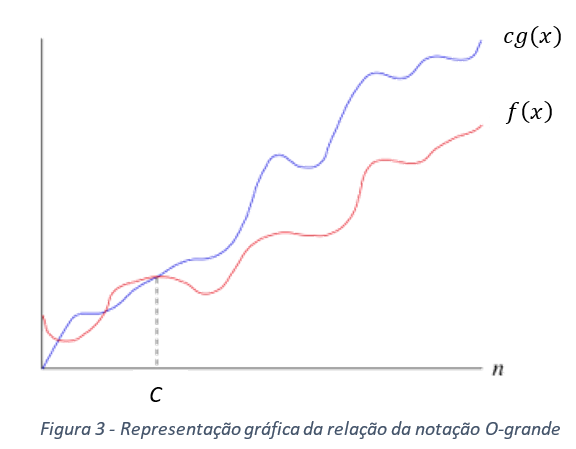 cg(x)
f(x)
n
C
Figura 3 - Representação gráfica da relação da notação O-grande